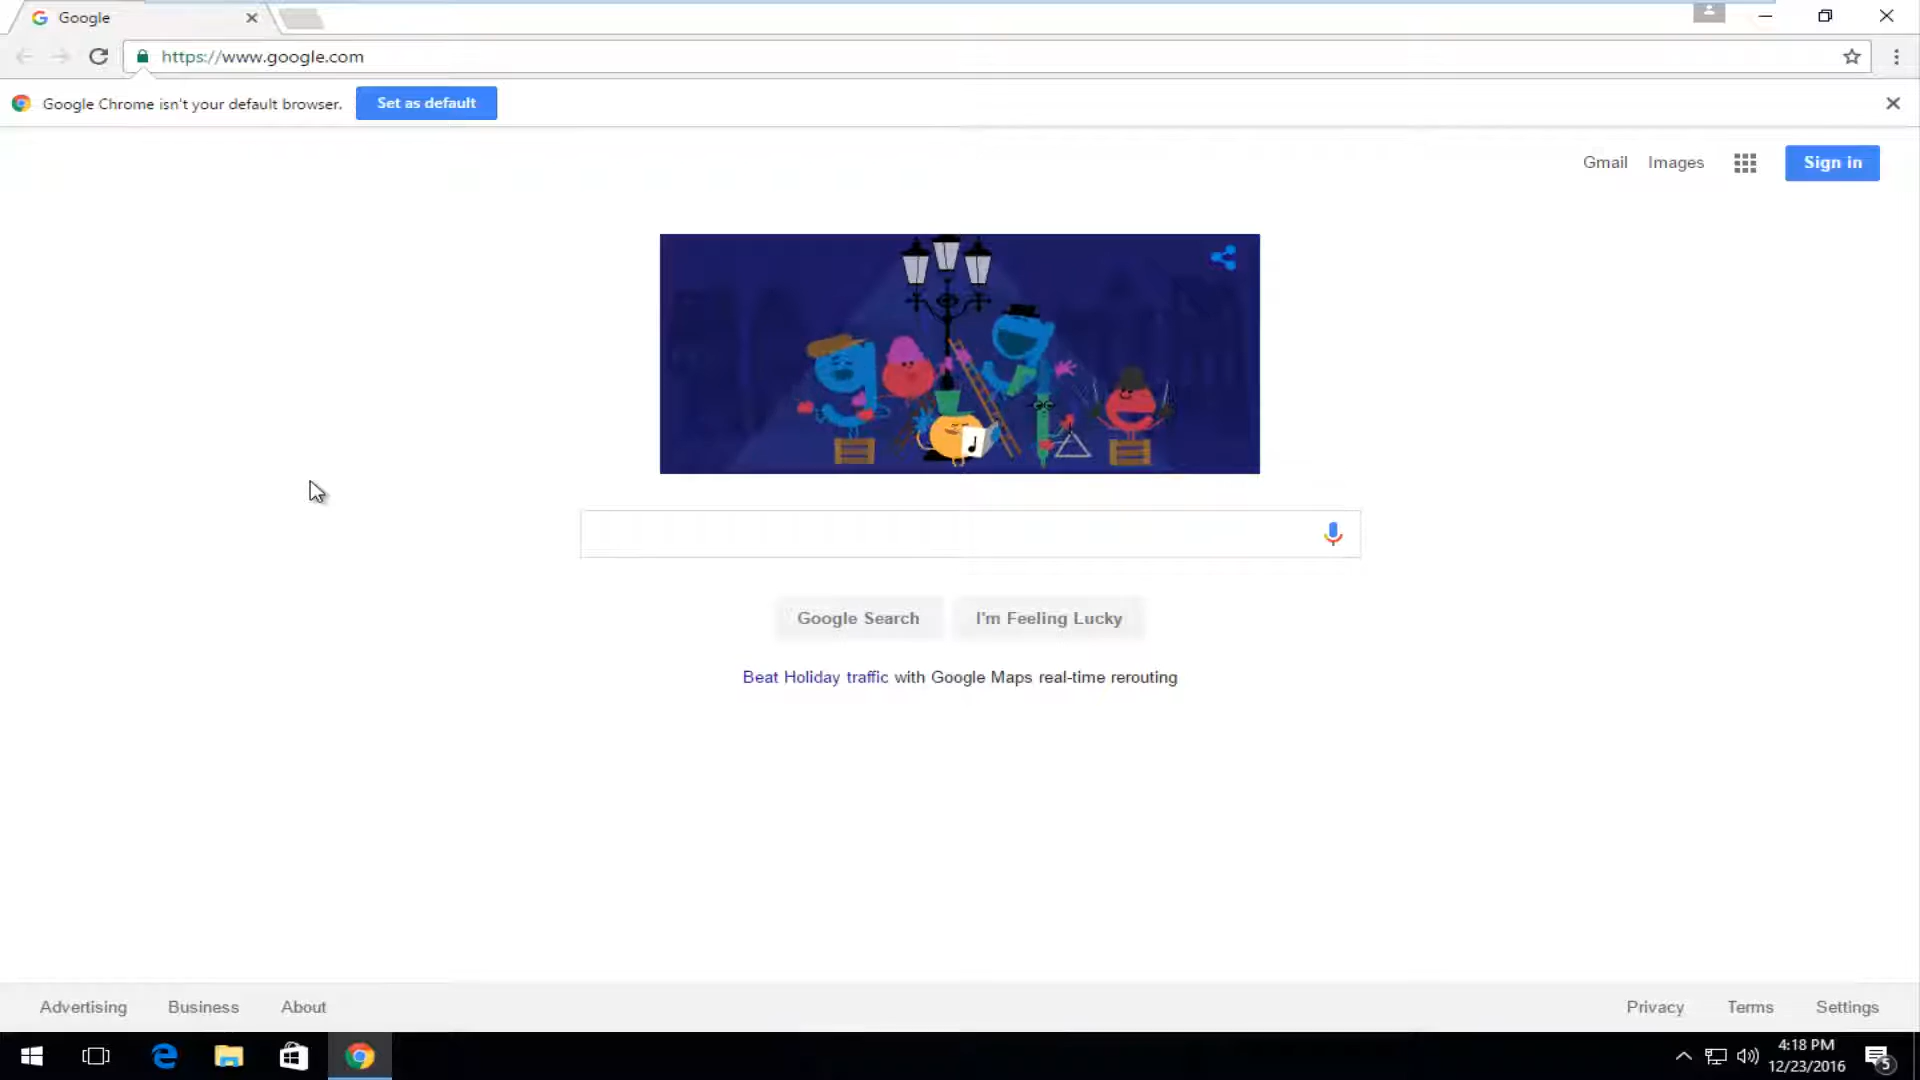 Google
https://www.google.com
Google Chrome isn't your default browser. Set as default
Gmail Images Sign in
Google Search I'm Feeling Lucky
Beat Holiday traffic with Google Maps real-time rerouting
Advertising Business About Privacy Terms Settings
4:18 PM
12/23/2016
5